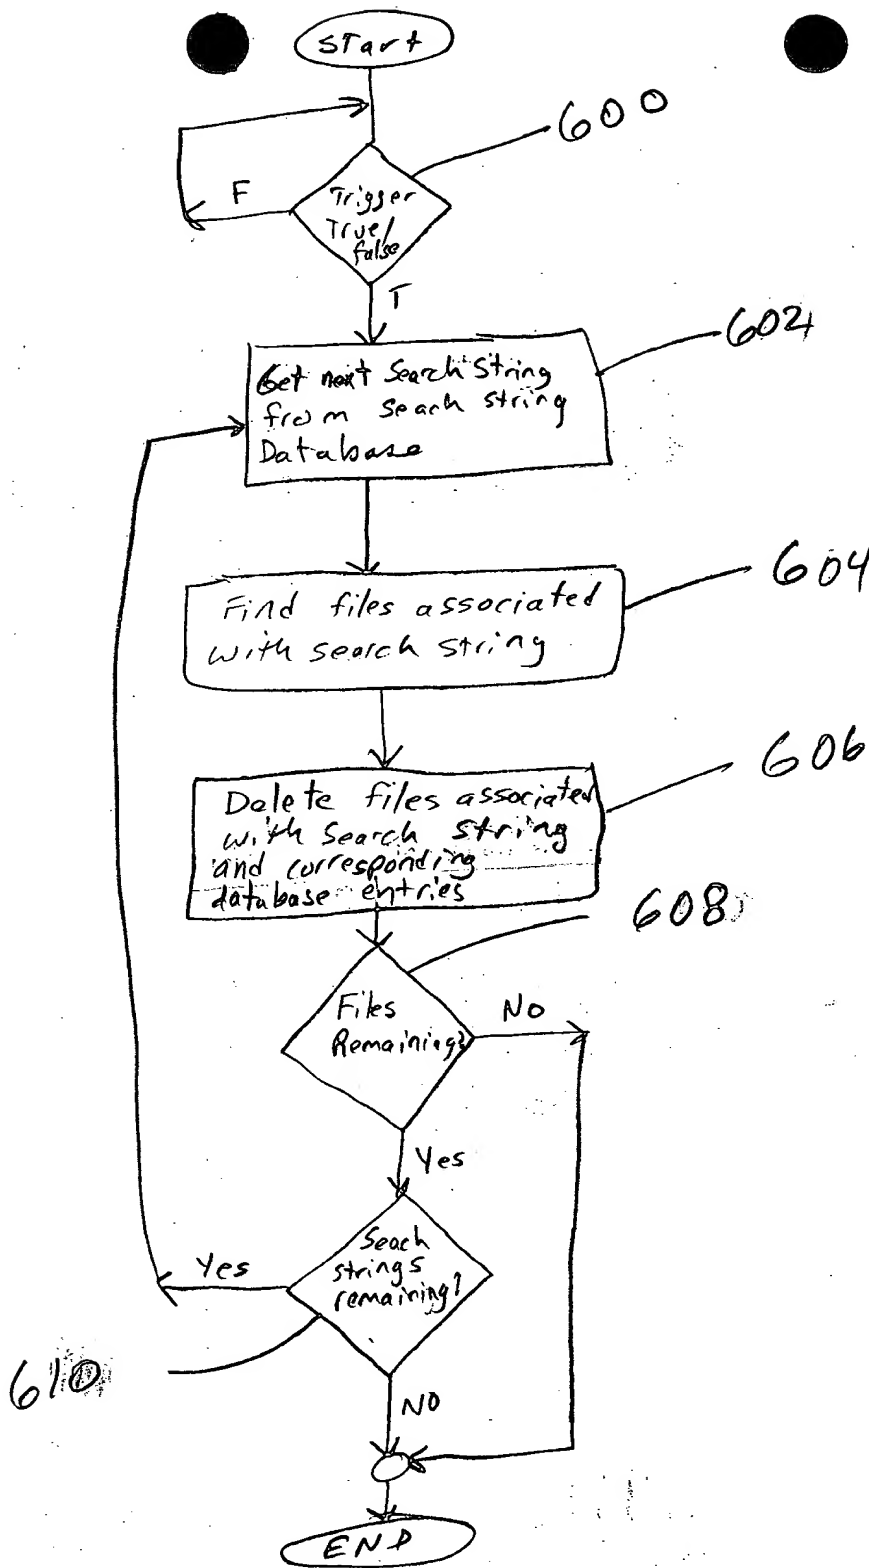 START
600
F
Trigger
True/
false
T
602
Get next Search String
from Seach string
Database
604
Find files associated
with search string
606
Delete files associated
with Search string
and corresponding
database entries
608
Files
Remaining?
No
Yes
Seach
strings
remaining?
Yes
610
NO
END